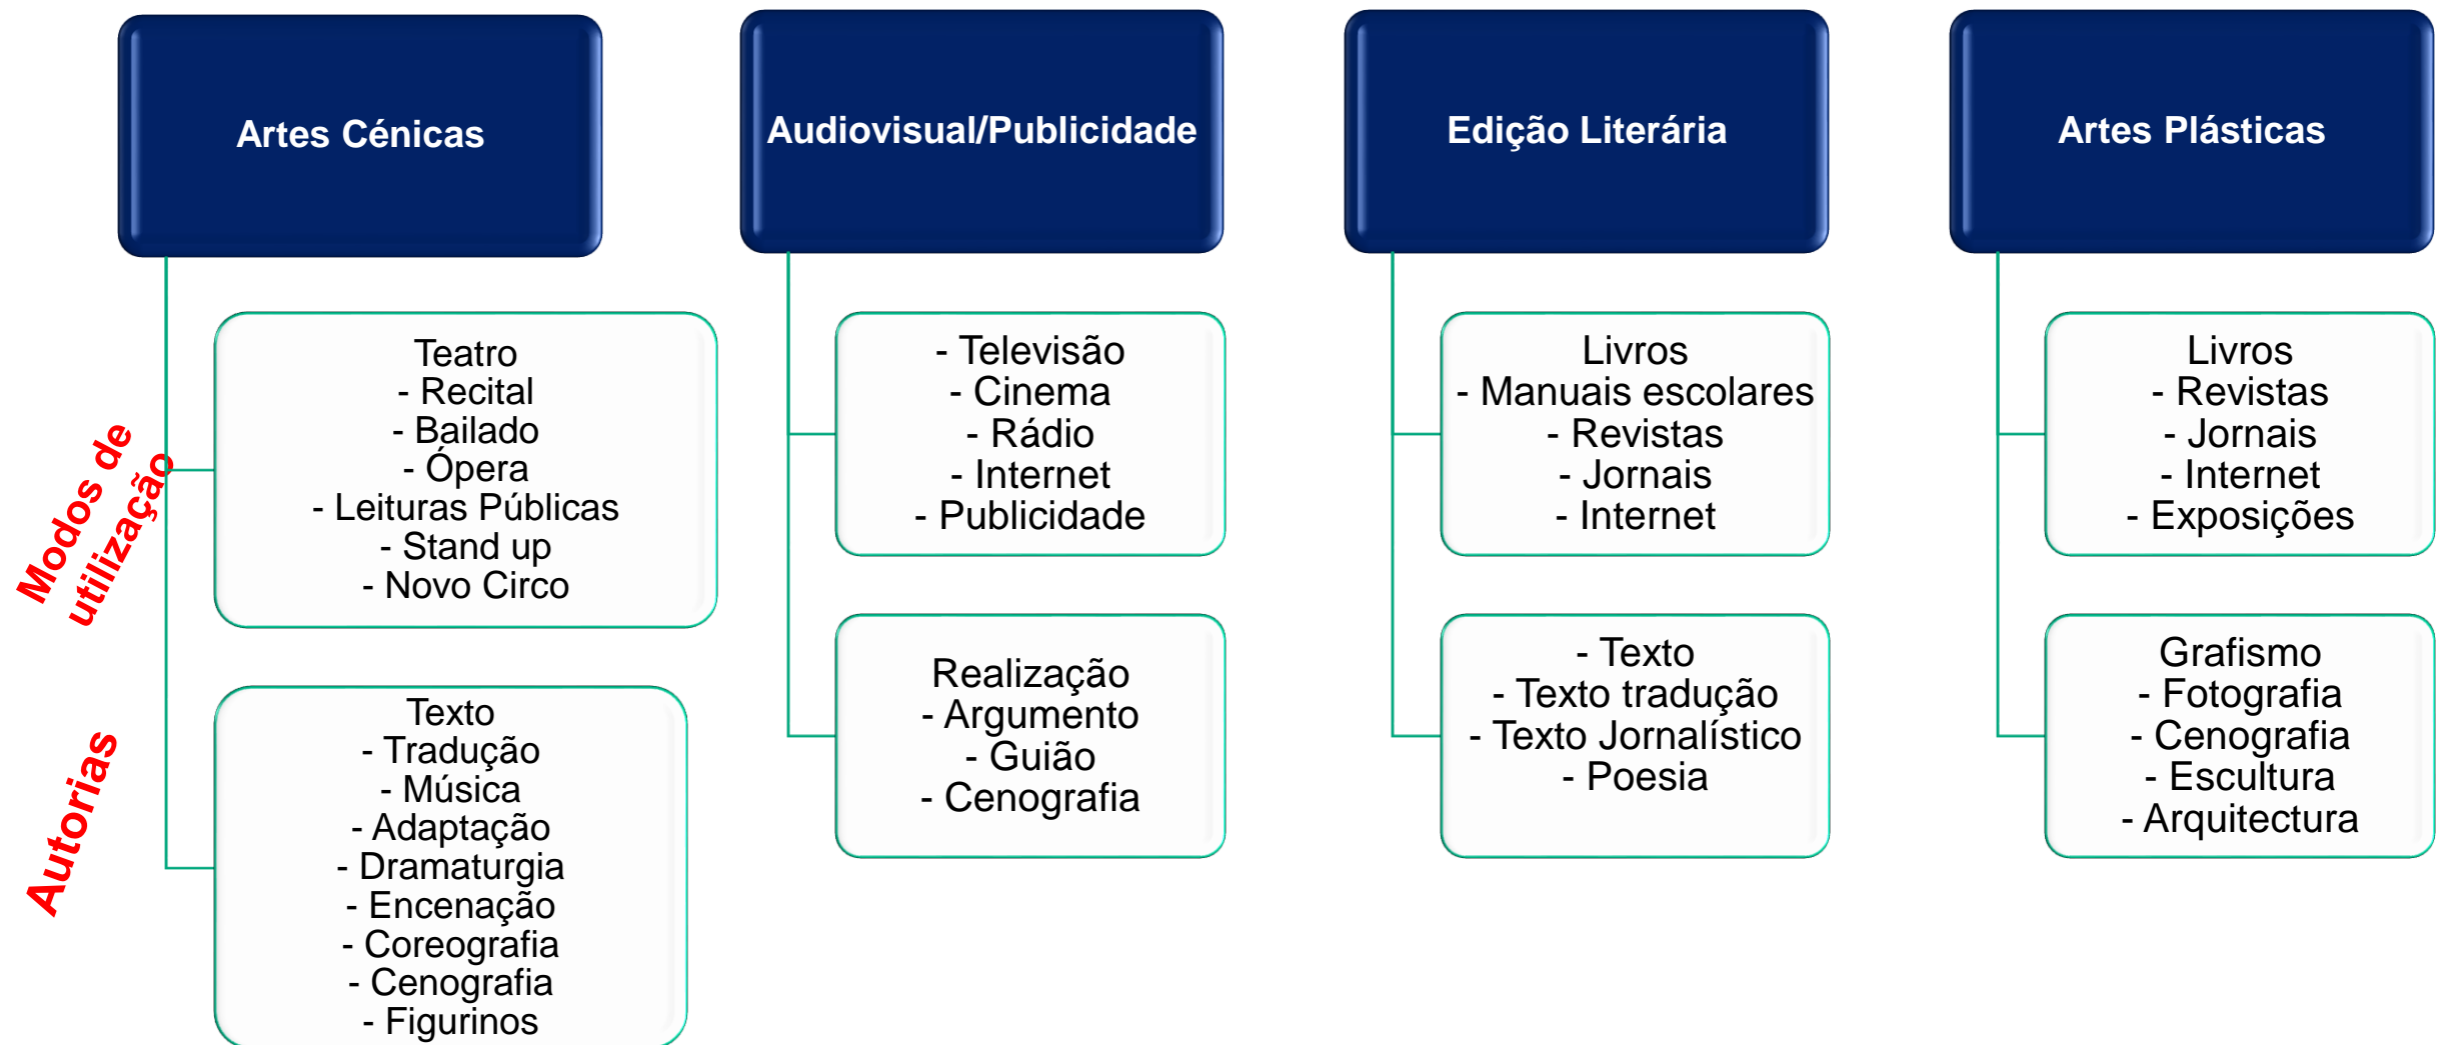 Artes Cénicas
Audiovisual/Publicidade
Edição Literária
Artes Plásticas
Modos de
utilização
Teatro
- Recital
- Bailado
- Ópera
- Leituras Públicas
- Stand up
- Novo Circo
- Televisão
- Cinema
- Rádio
- Internet
- Publicidade
Livros
- Manuais escolares
- Revistas
- Jornais
- Internet
Livros
- Revistas
- Jornais
- Internet
- Exposições
Autorias
Texto
- Tradução
- Música
- Adaptação
- Dramaturgia
- Encenação
- Coreografia
- Cenografia
- Figurinos
Realização
- Argumento
- Guião
- Cenografia
- Texto
- Texto tradução
- Texto Jornalístico
- Poesia
Grafismo
- Fotografia
- Cenografia
- Escultura
- Arquitectura